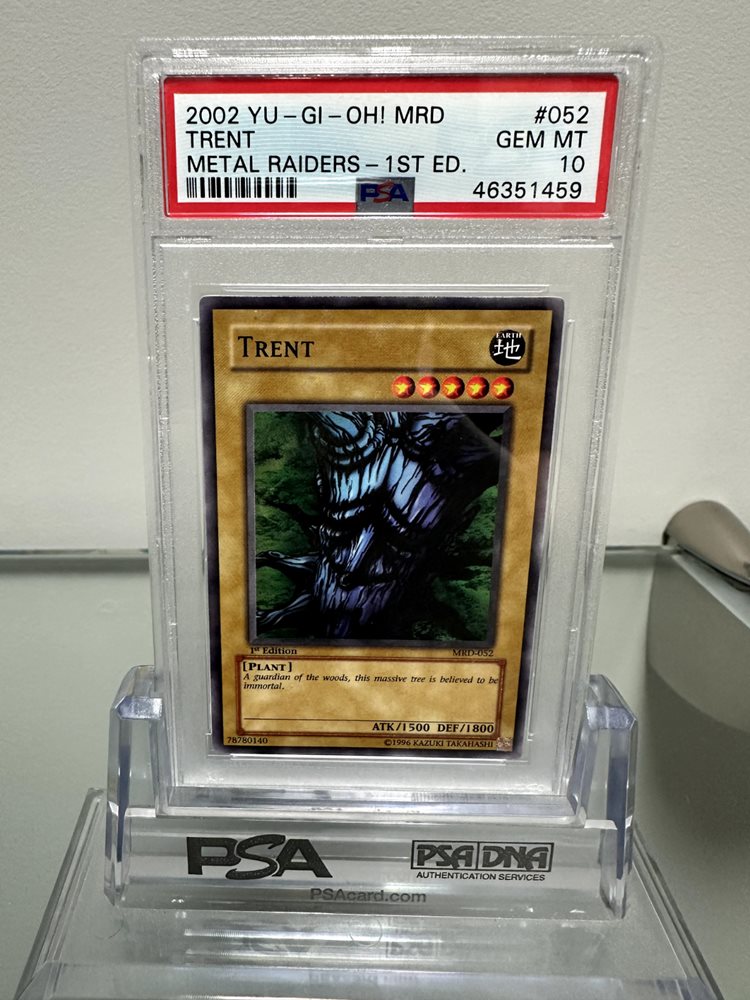 2002 YU-GI-OH! MRD #052
TRENT GEM MT
METAL RAIDERS - 1ST ED. 10
PSA 46351459
TRENT
EARTH
地
1st Edition MRD-052
[PLANT]
A guardian of the woods, this massive tree is believed to be
immortal.
ATK/1500 DEF/1800
78780140 ©1996 KAZUKI TAKAHASHI
PSA PSA DNA
AUTHENTICATION SERVICES
PSAcard.com